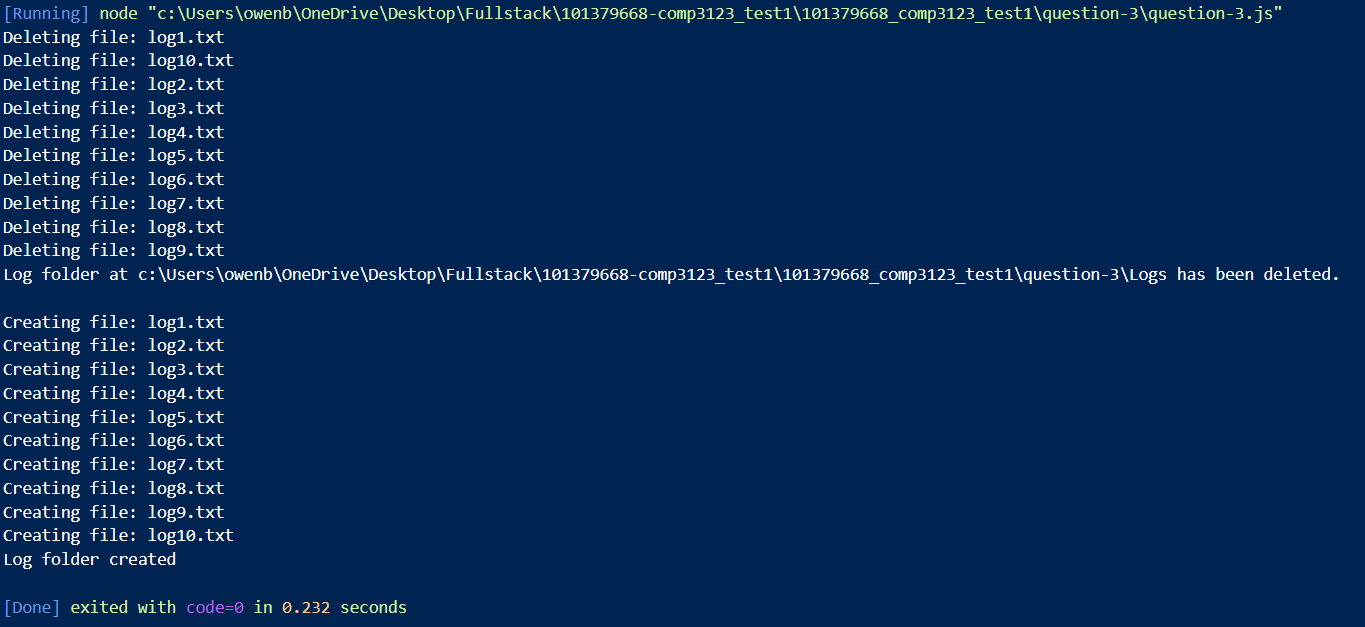 [Running] node "c:\Users\owenb\OneDrive\Desktop\Fullstack\101379668-comp3123_test1\101379668_comp3123_test1\question-3\question-3.js"
Deleting file: log1.txt
Deleting file: log10.txt
Deleting file: log2.txt
Deleting file: log3.txt
Deleting file: log4.txt
Deleting file: log5.txt
Deleting file: log6.txt
Deleting file: log7.txt
Deleting file: log8.txt
Deleting file: log9.txt
Log folder at c:\Users\owenb\OneDrive\Desktop\Fullstack\101379668-comp3123_test1\101379668_comp3123_test1\question-3\Logs has been deleted.
Creating file: log1.txt
Creating file: log2.txt
Creating file: log3.txt
Creating file: log4.txt
Creating file: log5.txt
Creating file: log6.txt
Creating file: log7.txt
Creating file: log8.txt
Creating file: log9.txt
Creating file: log10.txt
Log folder created
[Done] exited with code=0 in 0.232 seconds